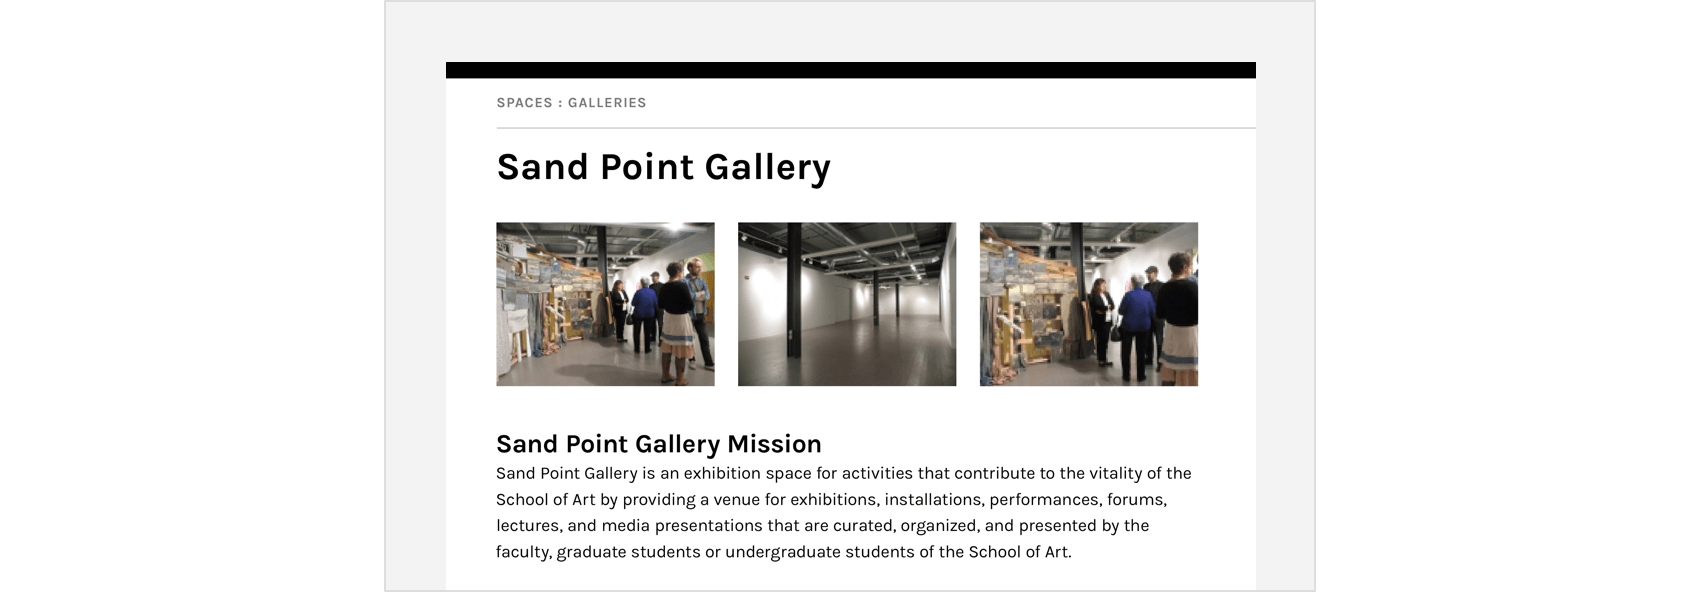 SPACES : GALLERIES
Sand Point Gallery
Sand Point Gallery Mission
Sand Point Gallery is an exhibition space for activities that contribute to the vitality of the
School of Art by providing a venue for exhibitions, installations, performances, forums,
lectures, and media presentations that are curated, organized, and presented by the
faculty, graduate students or undergraduate students of the School of Art.